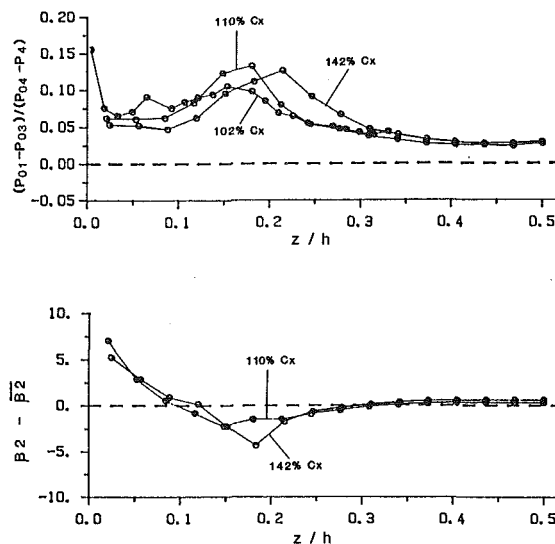 110% Cx
142% Cx
102% Cx
(P01-P03)/(P04-P4)
0.20
0.15
0.10
0.05
0.00
-0.05
0.0 0.1 0.2 0.3 0.4 0.5
z / h
110% Cx
142% Cx
β2 - β2
10.
5.
0.
-5.
-10.
0.0 0.1 0.2 0.3 0.4 0.5
z / h